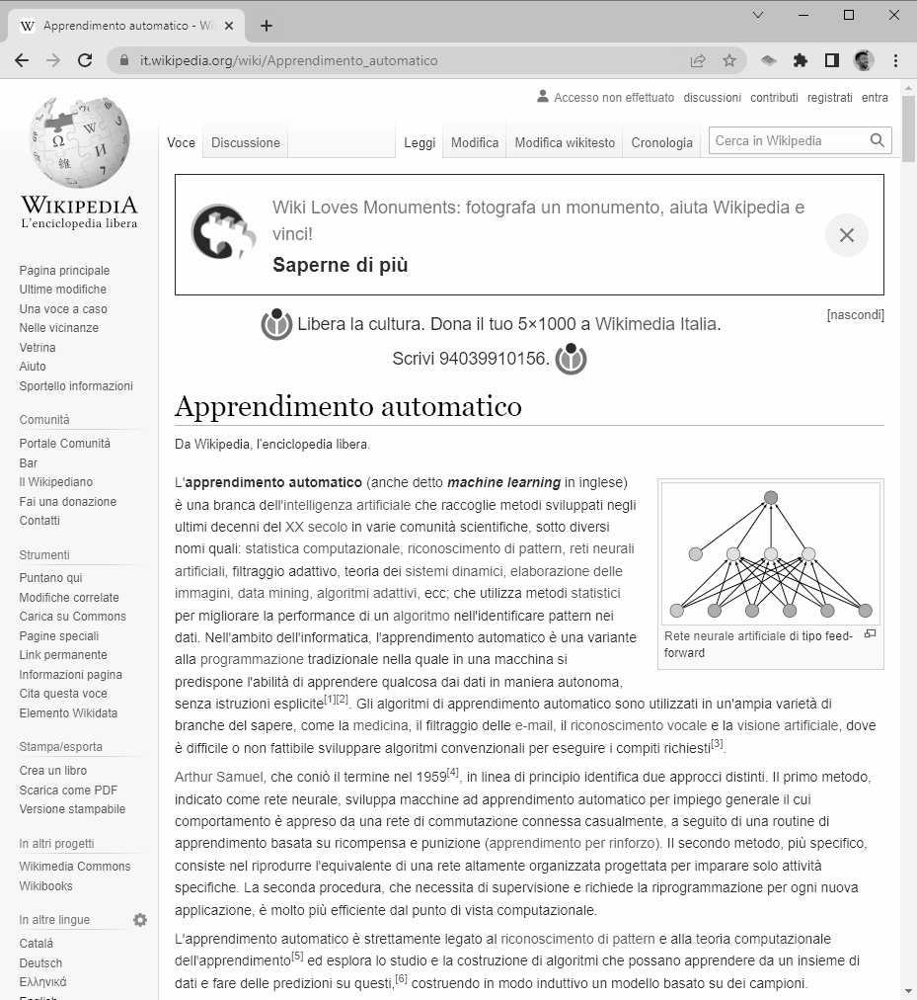 Apprendimento automatico - Wi
it.wikipedia.org/wiki/Apprendimento_automatico
Accesso non effettuato discussioni contributi registrati entra
Voce Discussione Leggi Modifica Modifica wikitesto Cronologia Cerca in Wikipedia
WIKIPEDIA
L'enciclopedia libera
Pagina principale
Ultime modifiche
Una voce a caso
Nelle vicinanze
Vetrina
Aiuto
Sportello informazioni
Comunità
Portale Comunità
Bar
Il Wikipediano
Fai una donazione
Contatti
Strumenti
Puntano qui
Modifiche correlate
Carica su Commons
Pagine speciali
Link permanente
Informazioni pagina
Cita questa voce
Elemento Wikidata
Stampa/esporta
Crea un libro
Scarica come PDF
Versione stampabile
In altri progetti
Wikimedia Commons
Wikibooks
In altre lingue
Català
Deutsch
Ελληνικά
English
Wiki Loves Monuments: fotografa un monumento, aiuta Wikipedia e
vinci!
Saperne di più
Libera la cultura. Dona il tuo 5×1000 a Wikimedia Italia.
Scrivi 94039910156.
[nascondi]
Apprendimento automatico
Da Wikipedia, l'enciclopedia libera.
L'apprendimento automatico (anche detto machine learning in inglese)
è una branca dell'intelligenza artificiale che raccoglie metodi sviluppati negli
ultimi decenni del XX secolo in varie comunità scientifiche, sotto diversi
nomi quali: statistica computazionale, riconoscimento di pattern, reti neurali
artificiali, filtraggio adattivo, teoria dei sistemi dinamici, elaborazione delle
immagini, data mining, algoritmi adattivi, ecc; che utilizza metodi statistici
per migliorare la performance di un algoritmo nell'identificare pattern nei
dati. Nell'ambito dell'informatica, l'apprendimento automatico è una variante
alla programmazione tradizionale nella quale in una macchina si
predispone l'abilità di apprendere qualcosa dai dati in maniera autonoma,
senza istruzioni esplicite[1][2]. Gli algoritmi di apprendimento automatico sono utilizzati in un'ampia varietà di
branche del sapere, come la medicina, il filtraggio delle e-mail, il riconoscimento vocale e la visione artificiale, dove
è difficile o non fattibile sviluppare algoritmi convenzionali per eseguire i compiti richiesti[3].
Rete neurale artificiale di tipo feed-
forward
Arthur Samuel, che coniò il termine nel 1959[4], in linea di principio identifica due approcci distinti. Il primo metodo,
indicato come rete neurale, sviluppa macchine ad apprendimento automatico per impiego generale il cui
comportamento è appreso da una rete di commutazione connessa casualmente, a seguito di una routine di
apprendimento basata su ricompensa e punizione (apprendimento per rinforzo). Il secondo metodo, più specifico,
consiste nel riprodurre l'equivalente di una rete altamente organizzata progettata per imparare solo attività
specifiche. La seconda procedura, che necessita di supervisione e richiede la riprogrammazione per ogni nuova
applicazione, è molto più efficiente dal punto di vista computazionale.
L'apprendimento automatico è strettamente legato al riconoscimento di pattern e alla teoria computazionale
dell'apprendimento[5] ed esplora lo studio e la costruzione di algoritmi che possano apprendere da un insieme di
dati e fare delle predizioni su questi,[6] costruendo in modo induttivo un modello basato su dei campioni.